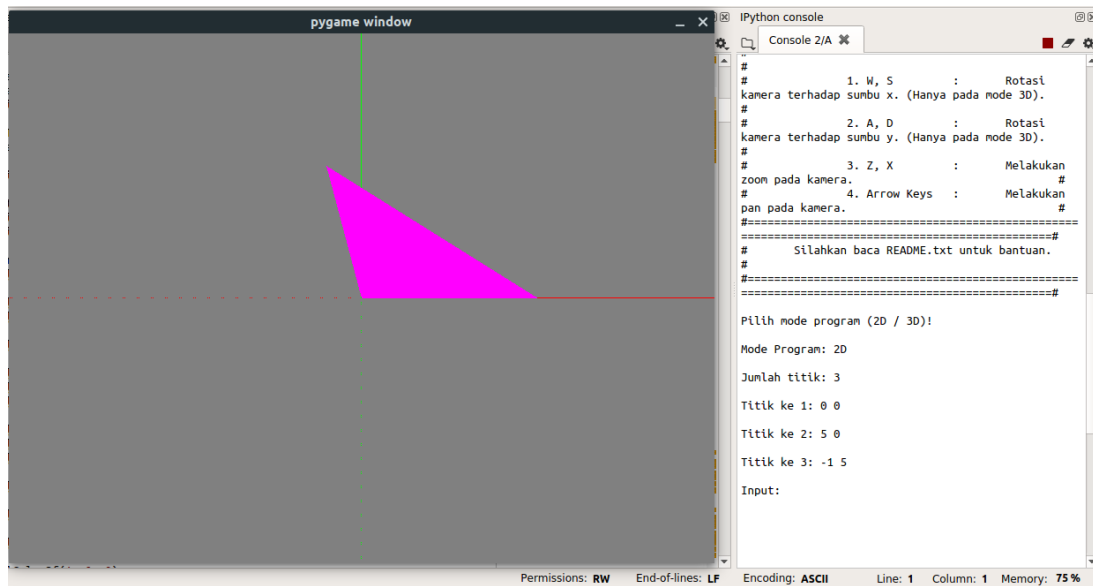 pygame window
IPython console
Console 2/A
#
#
# 1. W, S : Rotasi
kamera terhadap sumbu x. (Hanya pada mode 3D).
#
# 2. A, D : Rotasi
kamera terhadap sumbu y. (Hanya pada mode 3D).
#
# 3. Z, X : Melakukan
zoom pada kamera. #
# 4. Arrow Keys : Melakukan
pan pada kamera. #
#==================================================
===============================================#
# Silahkan baca README.txt untuk bantuan.
#
#==================================================
===============================================#
Pilih mode program (2D / 3D)!
Mode Program: 2D
Jumlah titik: 3
Titik ke 1: 0 0
Titik ke 2: 5 0
Titik ke 3: -1 5
Input:
Permissions: RW End-of-lines: LF Encoding: ASCII Line: 1 Column: 1 Memory: 75 %